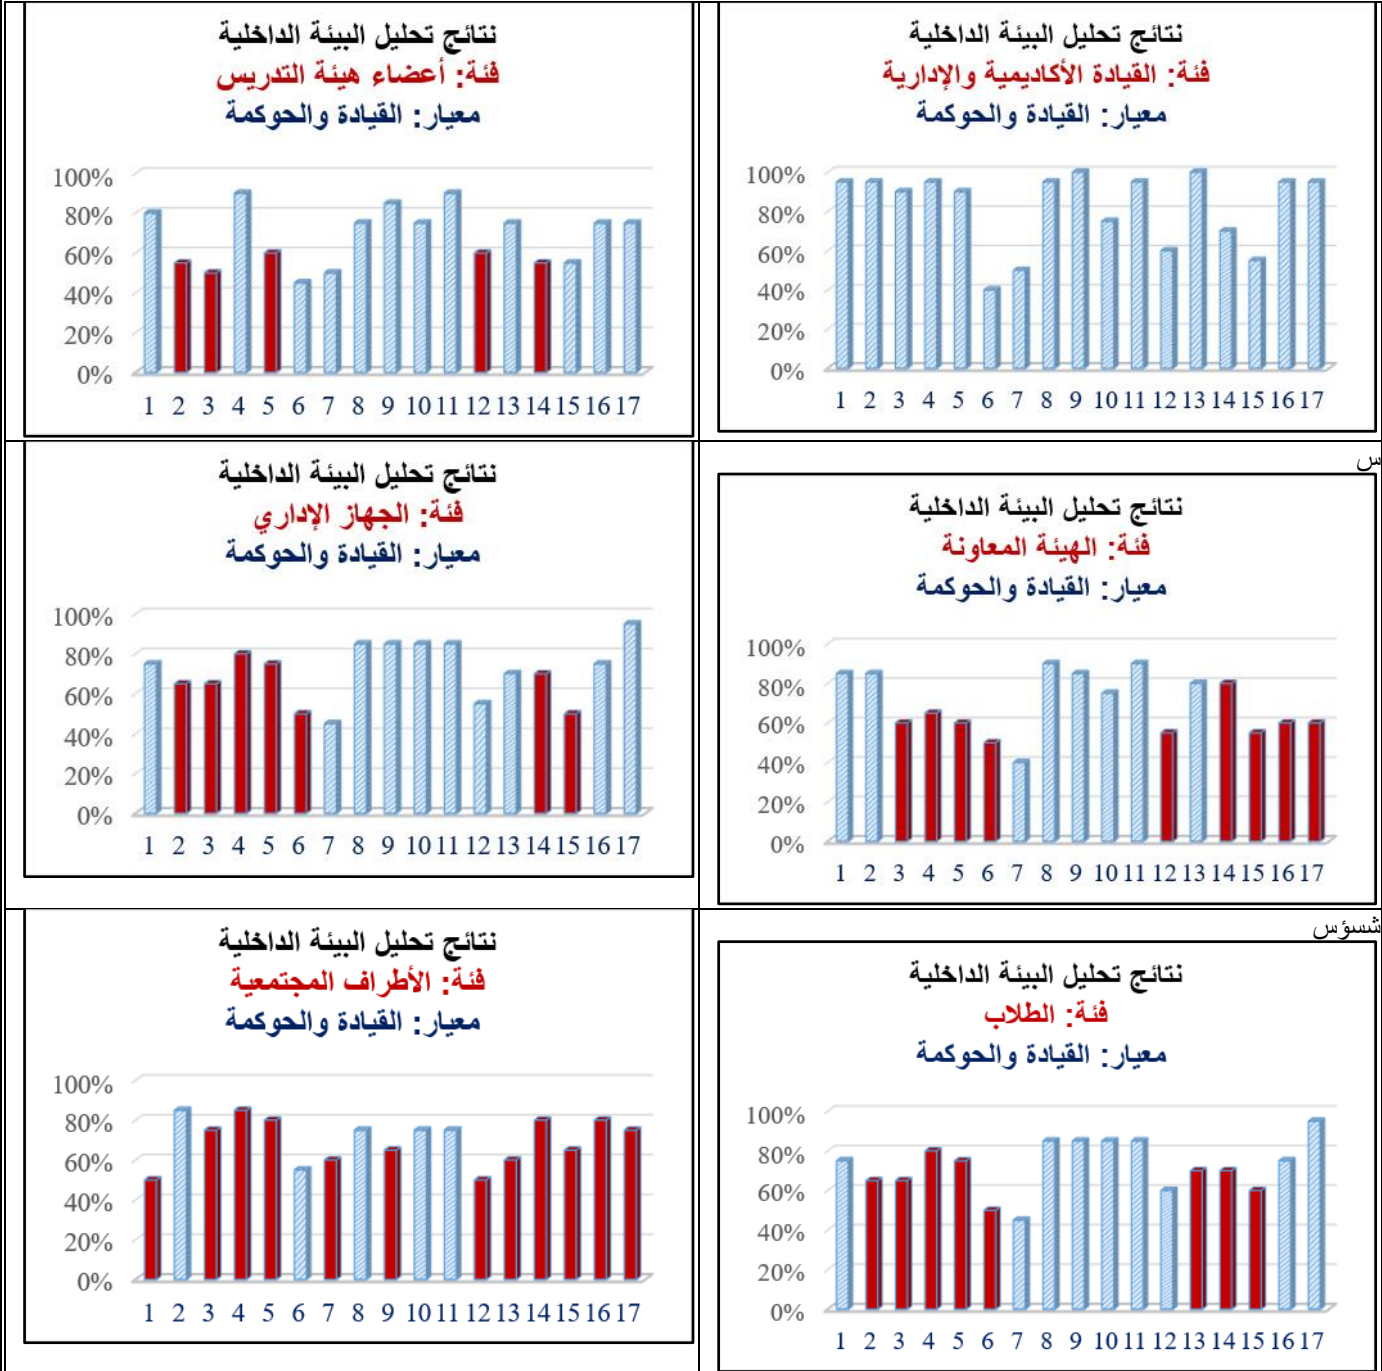 نتائج تحليل البيئة الداخلية
فئة: القيادة الأكاديمية والإدارية
معيار: القيادة والحوكمة
100%
80%
60%
40%
20%
0%
1 2 3 4 5 6 7 8 9 10 11 12 13 14 15 16 17
نتائج تحليل البيئة الداخلية
فئة: أعضاء هيئة التدريس
معيار: القيادة والحوكمة
100%
80%
60%
40%
20%
0%
1 2 3 4 5 6 7 8 9 10 11 12 13 14 15 16 17
س
نتائج تحليل البيئة الداخلية
فئة: الهيئة المعاونة
معيار: القيادة والحوكمة
100%
80%
60%
40%
20%
0%
1 2 3 4 5 6 7 8 9 10 11 12 13 14 15 16 17
نتائج تحليل البيئة الداخلية
فئة: الجهاز الإداري
معيار: القيادة والحوكمة
100%
80%
60%
40%
20%
0%
1 2 3 4 5 6 7 8 9 10 11 12 13 14 15 16 17
شسؤس
نتائج تحليل البيئة الداخلية
فئة: الطلاب
معيار: القيادة والحوكمة
100%
80%
60%
40%
20%
0%
1 2 3 4 5 6 7 8 9 10 11 12 13 14 15 16 17
نتائج تحليل البيئة الداخلية
فئة: الأطراف المجتمعية
معيار: القيادة والحوكمة
100%
80%
60%
40%
20%
0%
1 2 3 4 5 6 7 8 9 10 11 12 13 14 15 16 17